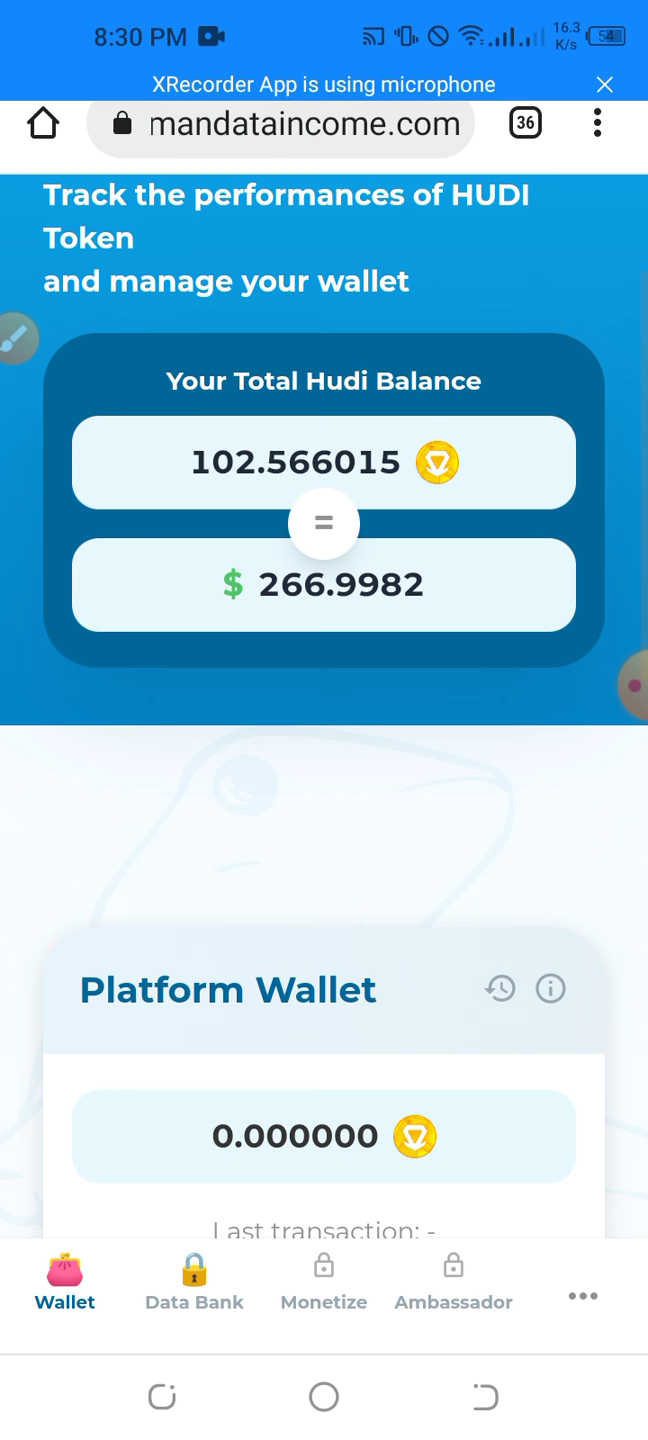 8:30 PM
16.3
K/s
54
XRecorder App is using microphone
mandataincome.com
36
Track the performances of HUDI
Token
and manage your wallet
Your Total Hudi Balance
102.566015
=
$ 266.9982
Platform Wallet
0.000000
Last transaction: -
Wallet
Data Bank
Monetize
Ambassador